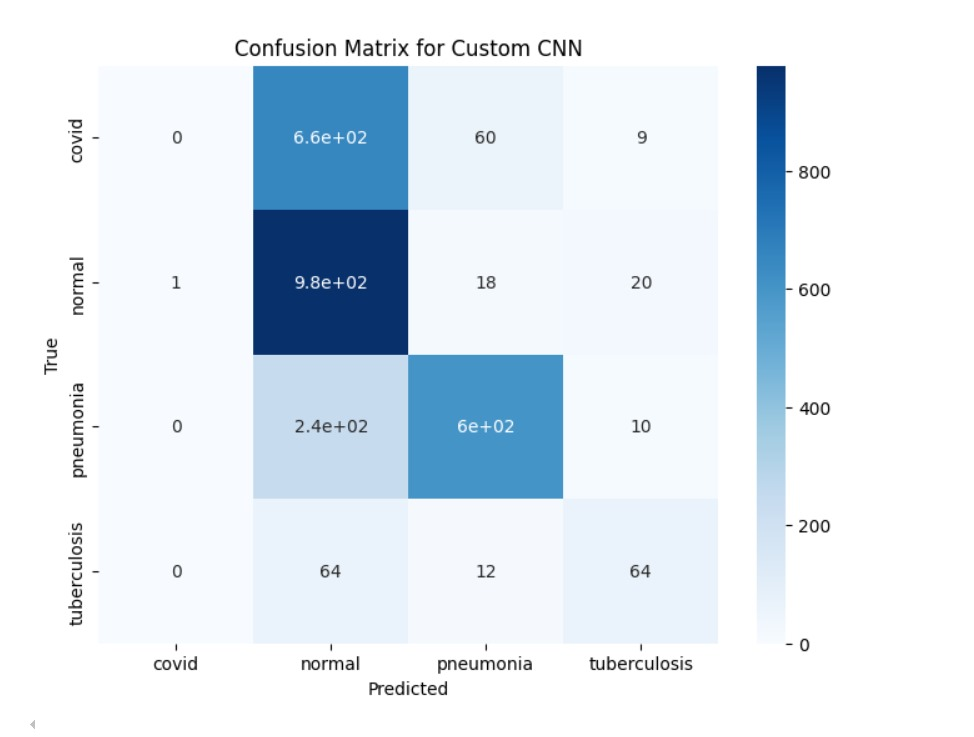 Confusion Matrix for Custom CNN
covid
0
6.6e+02
60
9
normal
1
9.8e+02
18
20
pneumonia
0
2.4e+02
6e+02
10
tuberculosis
0
64
12
64
True
covid
normal
pneumonia
tuberculosis
Predicted
800
600
400
200
0